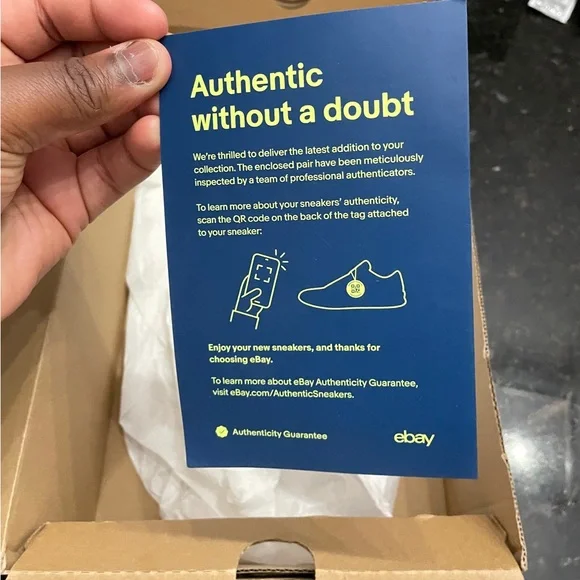 Authentic
without a doubt
We're thrilled to deliver the latest addition to your
collection. The enclosed pair have been meticulously
inspected by a team of professional authenticators.
To learn more about your sneakers' authenticity,
scan the QR code on the back of the tag attached
to your sneaker:
Enjoy your new sneakers, and thanks for
choosing eBay.
To learn more about eBay Authenticity Guarantee,
visit eBay.com/AuthenticSneakers.
Authenticity Guarantee
ebay